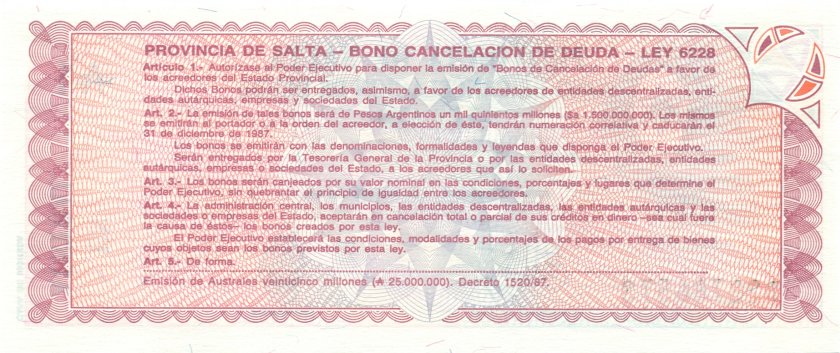 PROVINCIA DE SALTA – BONO CANCELACION DE DEUDA – LEY 6228
Artículo 1.- Autorízase al Poder Ejecutivo para disponer la emisión de "Bonos de Cancelación de Deudas" a favor de
los acreedores del Estado Provincial.
Dichos Bonos podrán ser entregados, asimismo, a favor de los acreedores de entidades descentralizadas, enti-
dades autárquicas, empresas y sociedades del Estado.
Art. 2.- La emisión de tales bonos será de Pesos Argentinos un mil quinientos millones ($a 1.500.000.000). Los mismos
se emitirán al portador o a la orden del acreedor, a elección de éste, tendrán numeración correlativa y caducarán el
31 de diciembre de 1987.
Los bonos se emitirán con las denominaciones, formalidades y leyendas que disponga el Poder Ejecutivo.
Serán entregados por la Tesorería General de la Provincia o por las entidades descentralizadas, entidades
autárquicas, empresas o sociedades del Estado, a los acreedores que así lo soliciten.
Art. 3.- Los bonos serán canjeados por su valor nominal en las condiciones, porcentajes y lugares que determine el
Poder Ejecutivo, sin quebrantar el principio de igualdad entre los acreedores.
Art. 4.- La administración central, los municipios, las entidades descentralizadas, las entidades autárquicas y las
sociedades o empresas del Estado, aceptarán en cancelación total o parcial de sus créditos en dinero –sea cual fuere
la causa de éstos– los bonos creados por esta ley.
El Poder Ejecutivo establecerá las condiciones, modalidades y porcentajes de los pagos por entrega de bienes
cuyos objetos sean los bonos previstos por esta ley.
Art. 5.- De forma.
Emisión de Australes veinticinco millones (₳ 25.000.000). Decreto 1520/87.